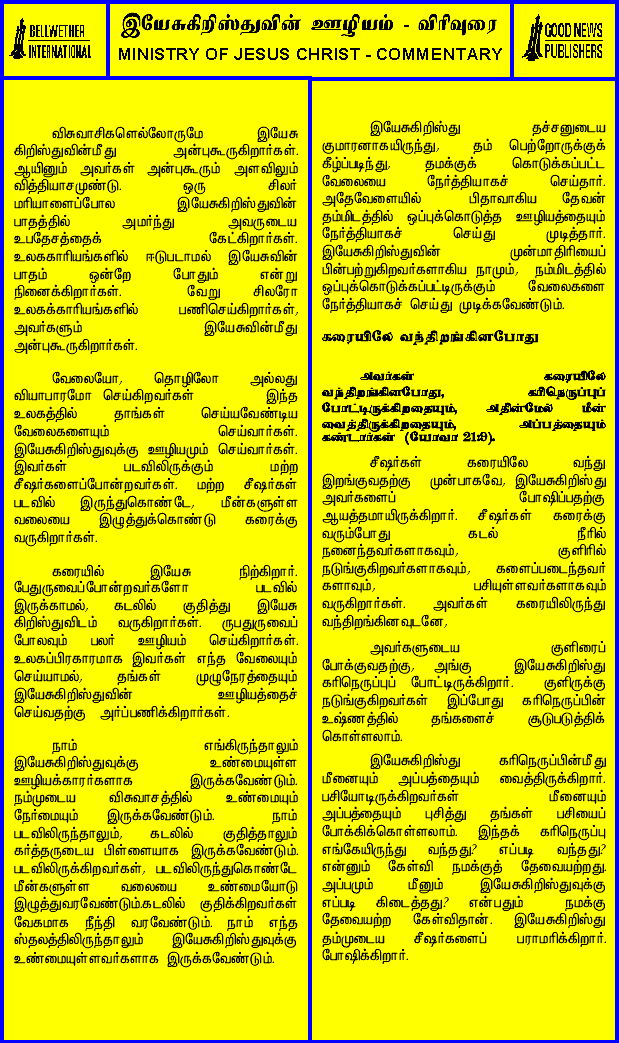 BELLWETHER
INTERNATIONAL
இயேசுகிறிஸ்துவின் ஊழியம் - விரிவுரை
MINISTRY OF JESUS CHRIST - COMMENTARY
GOOD NEWS
PUBLISHERS
விசுவாசிகளெல்லோருமே இயேசு
கிறிஸ்துவின்மீது அன்புகூருகிறார்கள்.
ஆயினும் அவர்கள் அன்புகூரும் அளவிலும்
வித்தியாசமுண்டு. ஒரு சிலர்
மரியாளைப்போல இயேசுகிறிஸ்துவின்
பாதத்தில் அமர்ந்து அவருடைய
உபதேசத்தைக் கேட்கிறார்கள்.
உலககாரியங்களில் ஈடுபடாமல் இயேசுவின்
பாதம் ஒன்றே போதும் என்று
நினைக்கிறார்கள். வேறு சிலரோ
உலகக்காரியங்களில் பணிசெய்கிறார்கள்,
அவர்களும் இயேசுவின்மீது
அன்புகூருகிறார்கள்.
வேலையோ, தொழிலோ அல்லது
வியாபாரமோ செய்கிறவர்கள் இந்த
உலகத்தில் தாங்கள் செய்யவேண்டிய
வேலைகளையும் செய்வார்கள்.
இயேசுகிறிஸ்துவுக்கு ஊழியமும் செய்வார்கள்.
இவர்கள் படவிலிருக்கும் மற்ற
சீஷர்களைப்போன்றவர்கள். மற்ற சீஷர்கள்
படவில் இருந்துகொண்டே, மீன்களுள்ள
வலையை இழுத்துக்கொண்டு கரைக்கு
வருகிறார்கள்.
கரையில் இயேசு நிற்கிறார்.
பேதுருவைப்போன்றவர்களோ படவில்
இருக்காமல், கடலில் குதித்து இயேசு
கிறிஸ்துவிடம் வருகிறார்கள். ருபதுருவைப்
போலவும் பலர் ஊழியம் செய்கிறார்கள்.
உலகப்பிரகாரமாக இவர்கள் எந்த வேலையும்
செய்யாமல், தங்கள் முழுநேரத்தையும்
இயேசுகிறிஸ்துவின் ஊழியத்தைச்
செய்வதற்கு அர்ப்பணிக்கிறார்கள்.
நாம் எங்கிருந்தாலும்
இயேசுகிறிஸ்துவுக்கு உண்மையுள்ள
ஊழியக்காரர்களாக இருக்கவேண்டும்.
நம்முடைய விசுவாசத்தில் உண்மையும்
நேர்மையும் இருக்கவேண்டும். நாம்
படவிலிருந்தாலும், கடலில் குதித்தாலும்
கர்த்தருடைய பிள்ளையாக இருக்கவேண்டும்.
படவிலிருக்கிறவர்கள், படவிலிருந்துகொண்டே
மீன்களுள்ள வலையை உண்மையோடு
இழுத்துவரவேண்டும்.கடலில் குதிக்கிறவர்கள்
வேகமாக நீந்தி வரவேண்டும். நாம் எந்த
ஸ்தலத்திலிருந்தாலும் இயேசுகிறிஸ்துவுக்கு
உண்மையுள்ளவர்களாக இருக்கவேண்டும்.
இயேசுகிறிஸ்து தச்சனுடைய
குமாரனாகயிருந்து, தம் பெற்றோருக்குக்
கீழ்ப்படிந்து, தமக்குக் கொடுக்கப்பட்ட
வேலையை நேர்த்தியாகச் செய்தார்.
அதேவேளையில் பிதாவாகிய தேவன்
தம்மிடத்தில் ஒப்புக்கொடுத்த ஊழியத்தையும்
நேர்த்தியாகச் செய்து முடித்தார்.
இயேசுகிறிஸ்துவின் முன்மாதிரியைப்
பின்பற்றுகிறவர்களாகிய நாமும், நம்மிடத்தில்
ஒப்புக்கொடுக்கப்பட்டிருக்கும் வேலைகளை
நேர்த்தியாகச் செய்து முடிக்கவேண்டும்.
கரையிலே வந்திறங்கினபோது
அவர்கள் கரையிலே
வந்திறங்கினபோது, கரிநெருப்புப்
போட்டிருக்கிறதையும், அதின்மேல் மீன்
வைத்திருக்கிறதையும், அப்பத்தையும்
கண்டார்கள் (யோவா 21:9).
சீஷர்கள் கரையிலே வந்து
இறங்குவதற்கு முன்பாகவே, இயேசுகிறிஸ்து
அவர்களைப் போஷிப்பதற்கு
ஆயத்தமாயிருக்கிறார். சீஷர்கள் கரைக்கு
வரும்போது கடல் நீரில்
நனைந்தவர்களாகவும், குளிரில்
நடுங்குகிறவர்களாகவும், களைப்படைந்தவர்
களாவும், பசியுள்ளவர்களாகவும்
வருகிறார்கள். அவர்கள் கரையிலிருந்து
வந்திறங்கினவுடனே,
அவர்களுடைய குளிரைப்
போக்குவதற்கு, அங்கு இயேசுகிறிஸ்து
கரிநெருப்புப் போட்டிருக்கிறார். குளிருக்கு
நடுங்குகிறவர்கள் இப்போது கரிநெருப்பின்
உஷ்ணத்தில் தங்களைச் சூடுபடுத்திக்
கொள்ளலாம்.
இயேசுகிறிஸ்து கரிநெருப்பின்மீது
மீனையும் அப்பத்தையும் வைத்திருக்கிறார்.
பசியோடிருக்கிறவர்கள் மீனையும்
அப்பத்தையும் புசித்து தங்கள் பசியைப்
போக்கிக்கொள்ளலாம். இந்தக் கரிநெருப்பு
எங்கேயிருந்து வந்தது? எப்படி வந்தது?
என்னும் கேள்வி நமக்குத் தேவையற்றது.
அப்பமும் மீனும் இயேசுகிறிஸ்துவுக்கு
எப்படி கிடைத்தது? என்பதும் நமக்கு
தேவையற்ற கேள்விதான். இயேசுகிறிஸ்து
தம்முடைய சீஷர்களைப் பராமரிக்கிறார்.
போஷிக்கிறார்.